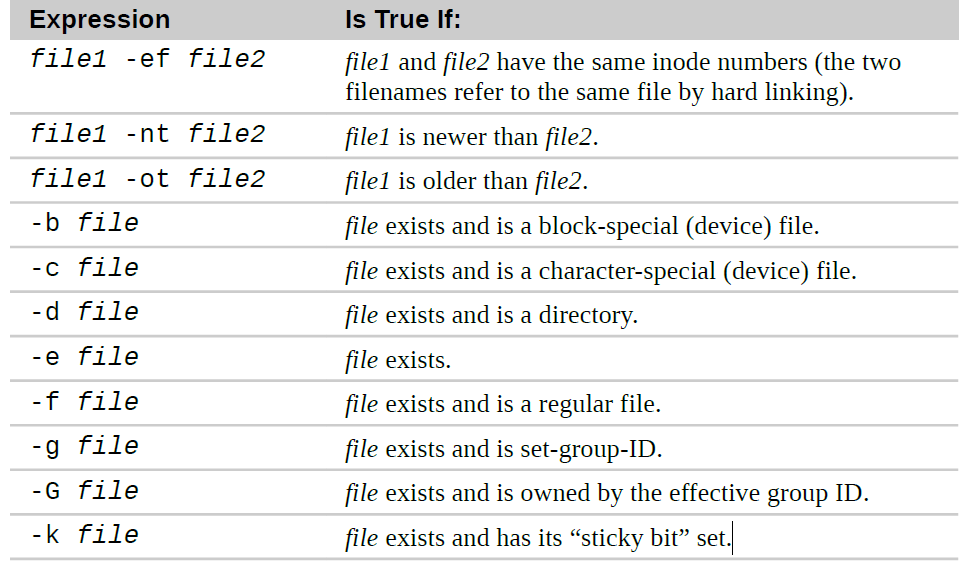 Expression Is True If:
file1 -ef file2 file1 and file2 have the same inode numbers (the two
filenames refer to the same file by hard linking).
file1 -nt file2 file1 is newer than file2.
file1 -ot file2 file1 is older than file2.
-b file file exists and is a block-special (device) file.
-c file file exists and is a character-special (device) file.
-d file file exists and is a directory.
-e file file exists.
-f file file exists and is a regular file.
-g file file exists and is set-group-ID.
-G file file exists and is owned by the effective group ID.
-k file file exists and has its “sticky bit” set.